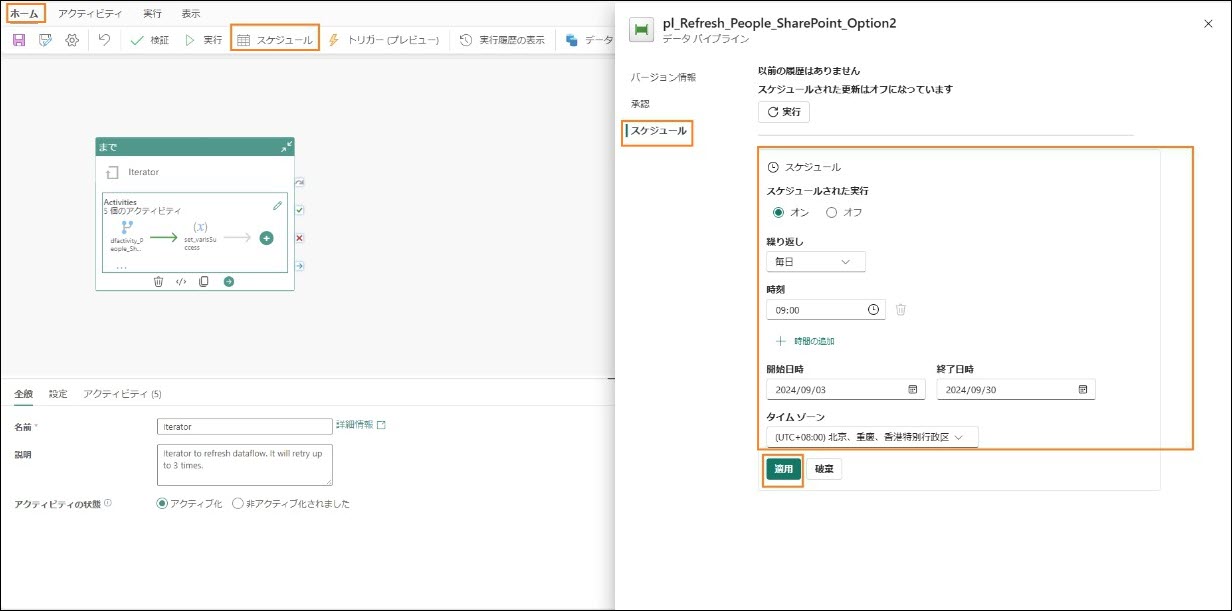 ホーム アクティビティ 実行 表示
検証 実行 スケジュール トリガー (プレビュー) 実行履歴の表示 データ
まで
Iterator
Activities
5 個のアクティビティ
dfactivity_P
eople_Sh...
(x)
set_varisSu
ccess
...
</>
全般 設定 アクティビティ (5)
名前 *
Iterator
詳細情報
説明
Iterator to refresh dataflow. It will retry up
to 3 times.
アクティビティの状態
アクティブ化 非アクティブ化されました
pl_Refresh_People_SharePoint_Option2
データ パイプライン
バージョン情報
承認
スケジュール
以前の履歴はありません
スケジュールされた更新はオフになっています
実行
スケジュール
スケジュールされた実行
オン オフ
繰り返し
毎日
時刻
09:00
時間の追加
開始日時 終了日時
2024/09/03 2024/09/30
タイム ゾーン
(UTC+08:00) 北京、重慶、香港特別行政区
適用 破棄